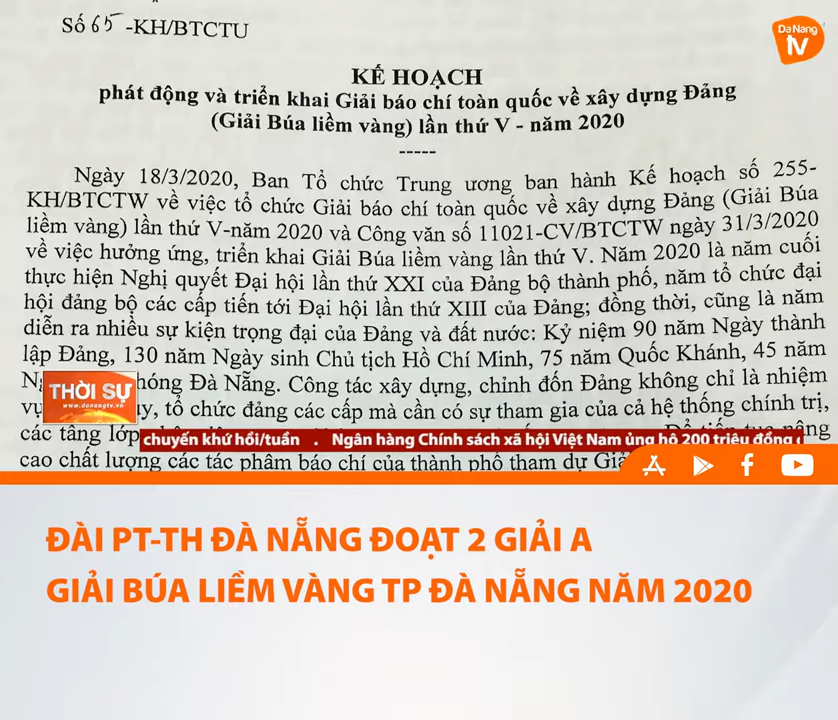 Số 65 -KH/BTCTU
Da Nang
tv
KẾ HOẠCH
phát động và triển khai Giải báo chí toàn quốc về xây dựng Đảng
(Giải Búa liềm vàng) lần thứ V - năm 2020
-----
Ngày 18/3/2020, Ban Tổ chức Trung ương ban hành Kế hoạch số 255-
KH/BTCTW về việc tổ chức Giải báo chí toàn quốc về xây dựng Đảng (Giải Búa
liềm vàng) lần thứ V-năm 2020 và Công văn số 11021-CV/BTCTW ngày 31/3/2020
về việc hưởng ứng, triển khai Giải Búa liềm vàng lần thứ V. Năm 2020 là năm cuối
thực hiện Nghị quyết Đại hội lần thứ XXI của Đảng bộ thành phố, năm tổ chức đại
hội đảng bộ các cấp tiến tới Đại hội lần thứ XIII của Đảng; đồng thời, cũng là năm
diễn ra nhiều sự kiện trọng đại của Đảng và đất nước: Kỷ niệm 90 năm Ngày thành
lập Đảng, 130 năm Ngày sinh Chủ tịch Hồ Chí Minh, 75 năm Quốc Khánh, 45 năm
hóng Đà Nẵng. Công tác xây dựng, chỉnh đốn Đảng không chỉ là nhiệm
THỜI SỰ
www.danangtv.vn
vụ tổ chức đảng các cấp mà cần có sự tham gia của cả hệ thống chính trị,
các tầng lớp
chuyến khứ hồi/tuần . Ngân hàng Chính sách xã hội Việt Nam ủng hộ 200 triệu đồng
cao chất lượng các tác phẩm báo chí của thành phố tham dự
ĐÀI PT-TH ĐÀ NẴNG ĐOẠT 2 GIẢI A
GIẢI BÚA LIỀM VÀNG TP ĐÀ NẴNG NĂM 2020